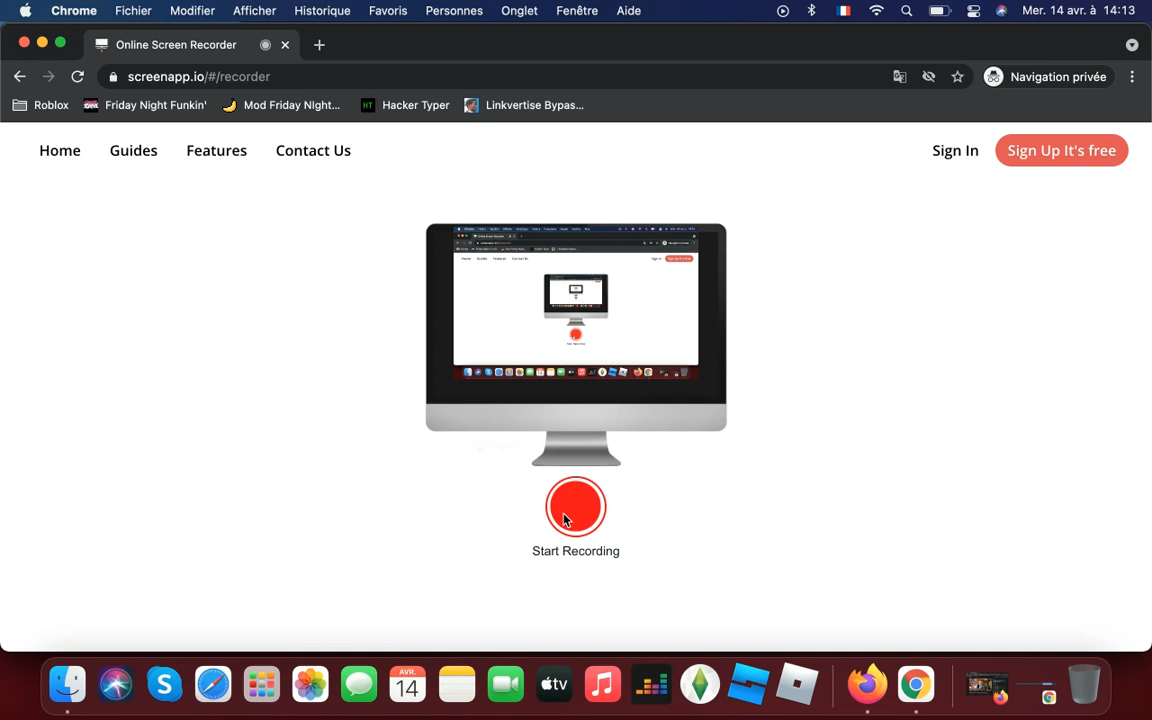 Chrome Fichier Modifier Afficher Historique Favoris Personnes Onglet Fenêtre Aide Mer. 14 avr. à 14:13
Online Screen Recorder
screenapp.io/#/recorder Navigation privée
Roblox Friday Night Funkin' Mod Friday Night... HT Hacker Typer Linkvertise Bypas...
Home Guides Features Contact Us Sign In Sign Up It's free
Start Recording
AVR.
14
S
tv